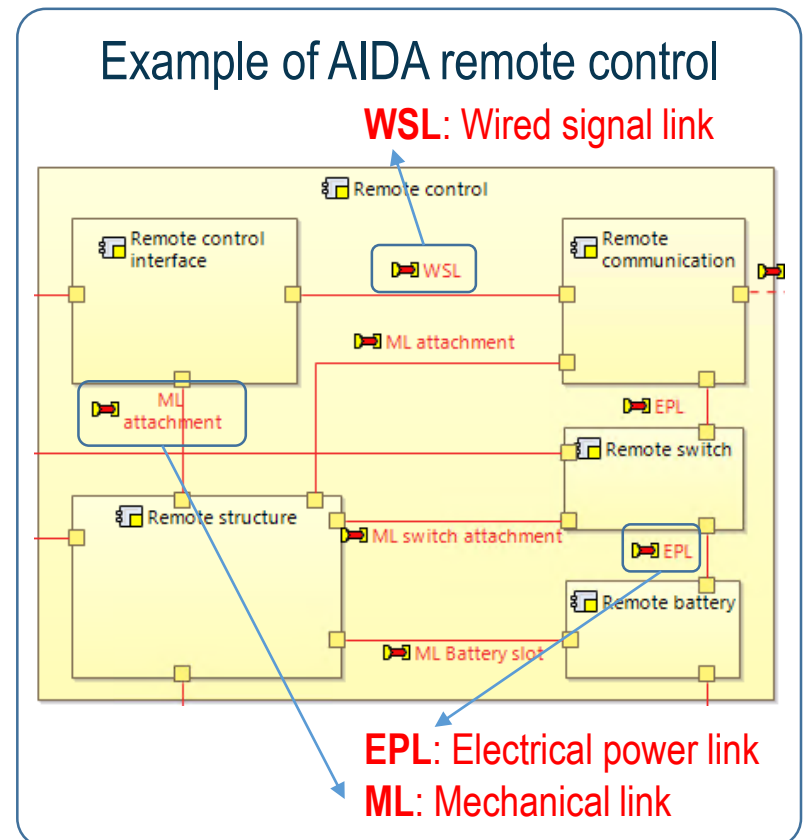 Example of AIDA remote control
WSL: Wired signal link
Remote control
Remote control
interface
WSL
Remote
communication
ML attachment
ML
attachment
EPL
Remote switch
Remote structure
ML switch attachment
EPL
Remote battery
ML Battery slot
EPL: Electrical power link
ML: Mechanical link